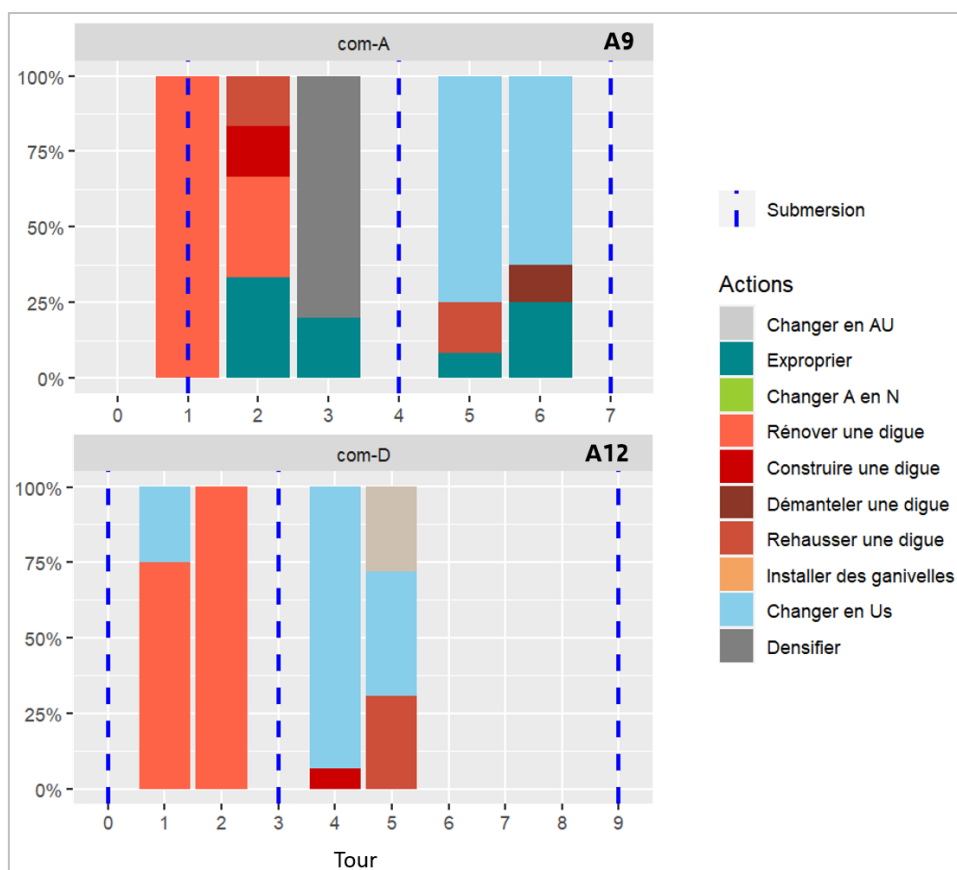 com-A A9
100%
75%
50%
25%
0%
0 1 2 3 4 5 6 7
com-D A12
100%
75%
50%
25%
0%
0 1 2 3 4 5 6 7 8 9
Tour
Submersion
Actions
Changer en AU
Exproprier
Changer A en N
Rénover une digue
Construire une digue
Démanteler une digue
Rehausser une digue
Installer des ganivelles
Changer en Us
Densifier